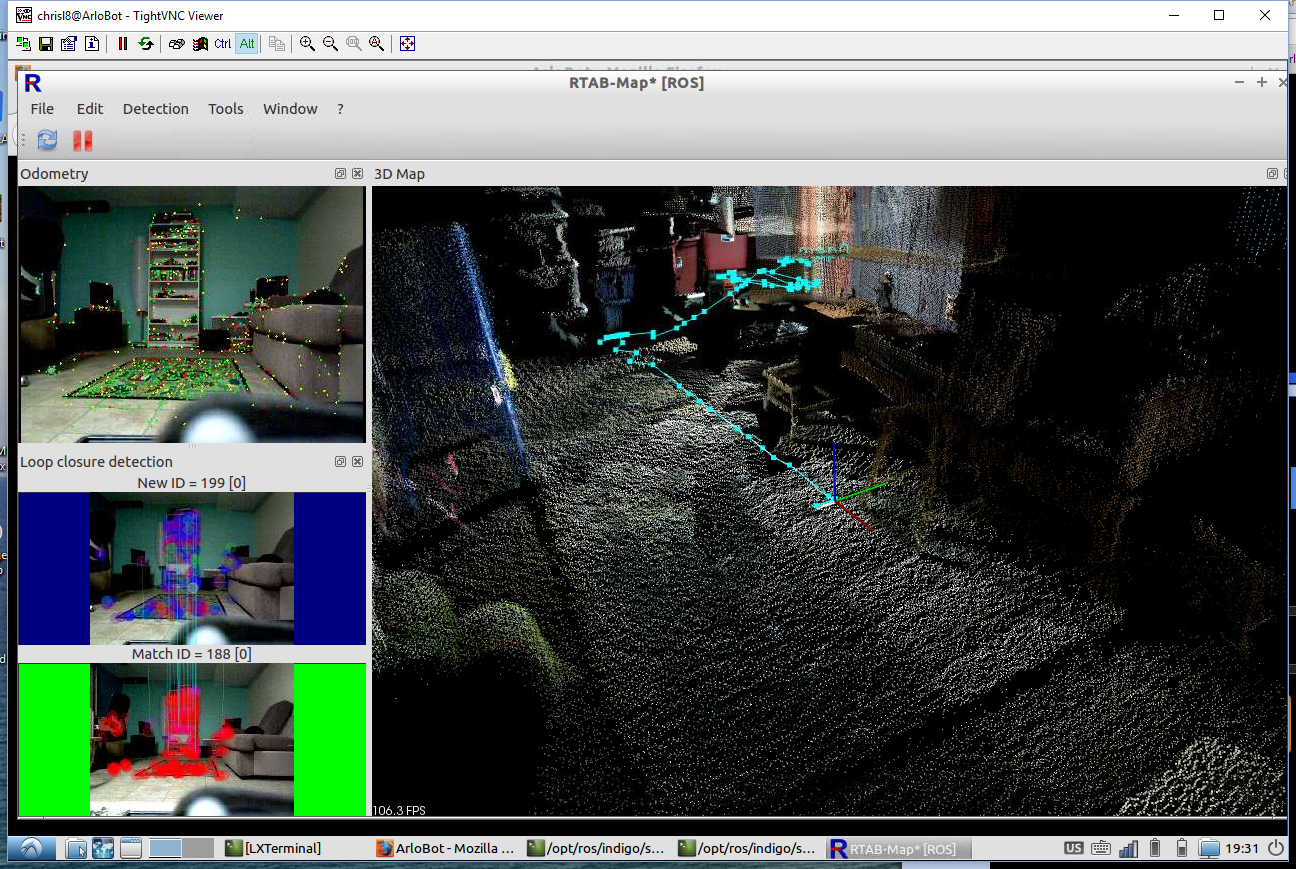 chrisl8@ArloBot - TightVNC Viewer
Ctrl Alt
RTAB-Map* [ROS]
File Edit Detection Tools Window ?
Odometry
3D Map
Loop closure detection
New ID = 199 [0]
Match ID = 188 [0]
106.3 FPS
[LXTerminal]
ArloBot - Mozilla ...
/opt/ros/indigo/s...
/opt/ros/indigo/s...
RTAB-Map* [ROS]
US
19:31